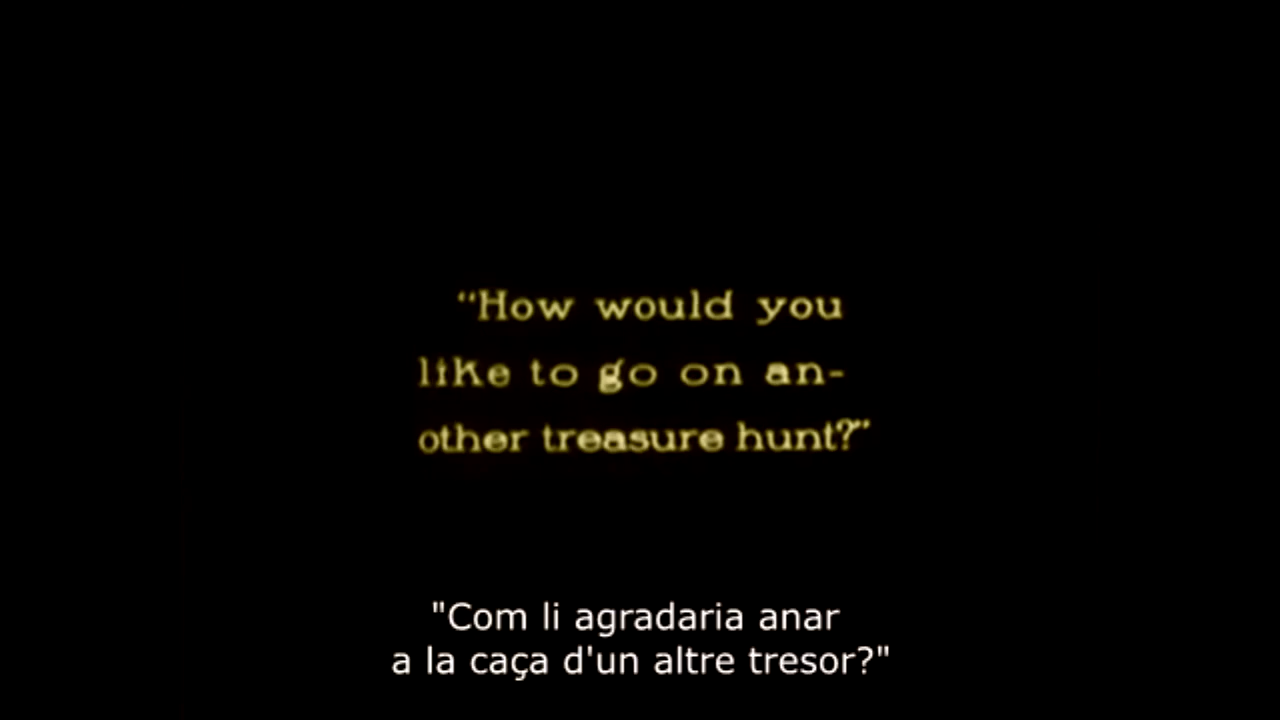 “How would you
like to go on an-
other treasure hunt?”
"Com li agradaria anar
a la caça d'un altre tresor?"